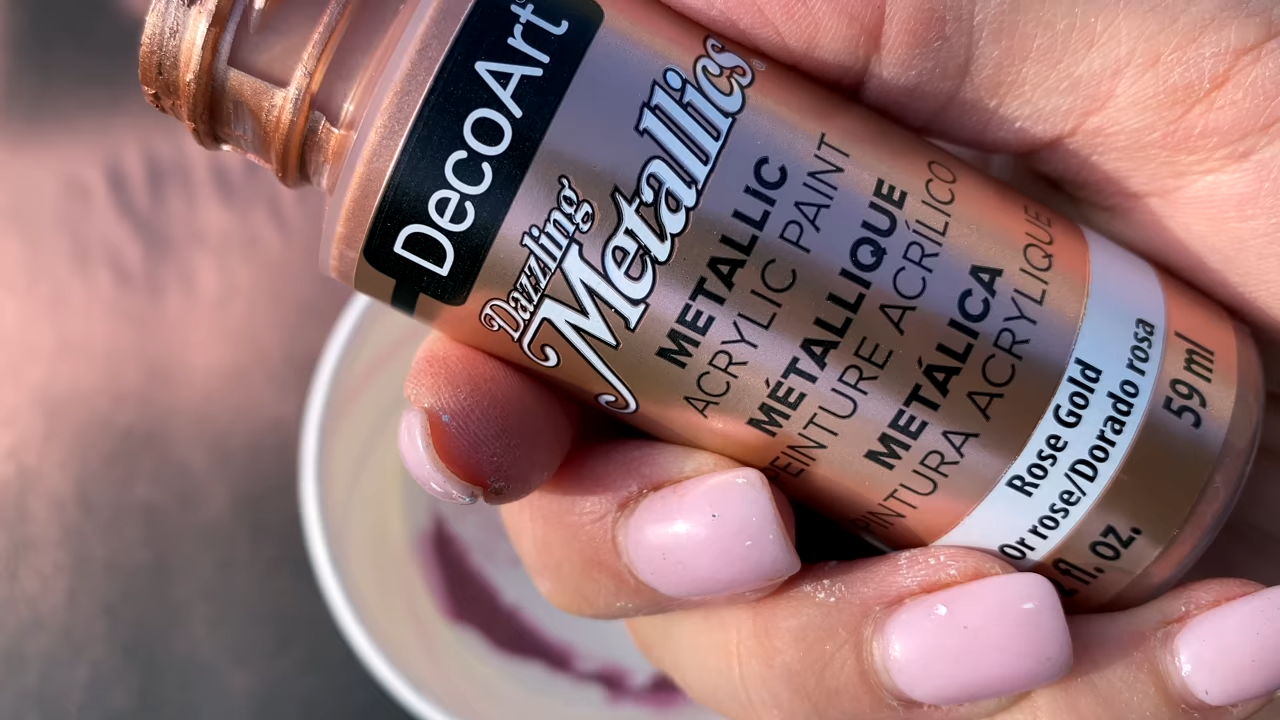 DecoArt
Dazzling
Metallics®
METALLIC
ACRYLIC PAINT
MÉTALLIQUE
EINTURE ACRÍLICO
METÁLICA
PINTURA ACRYLIQUE
Rose Gold
Or rose/Dorado rosa
59 ml
fl. oz.